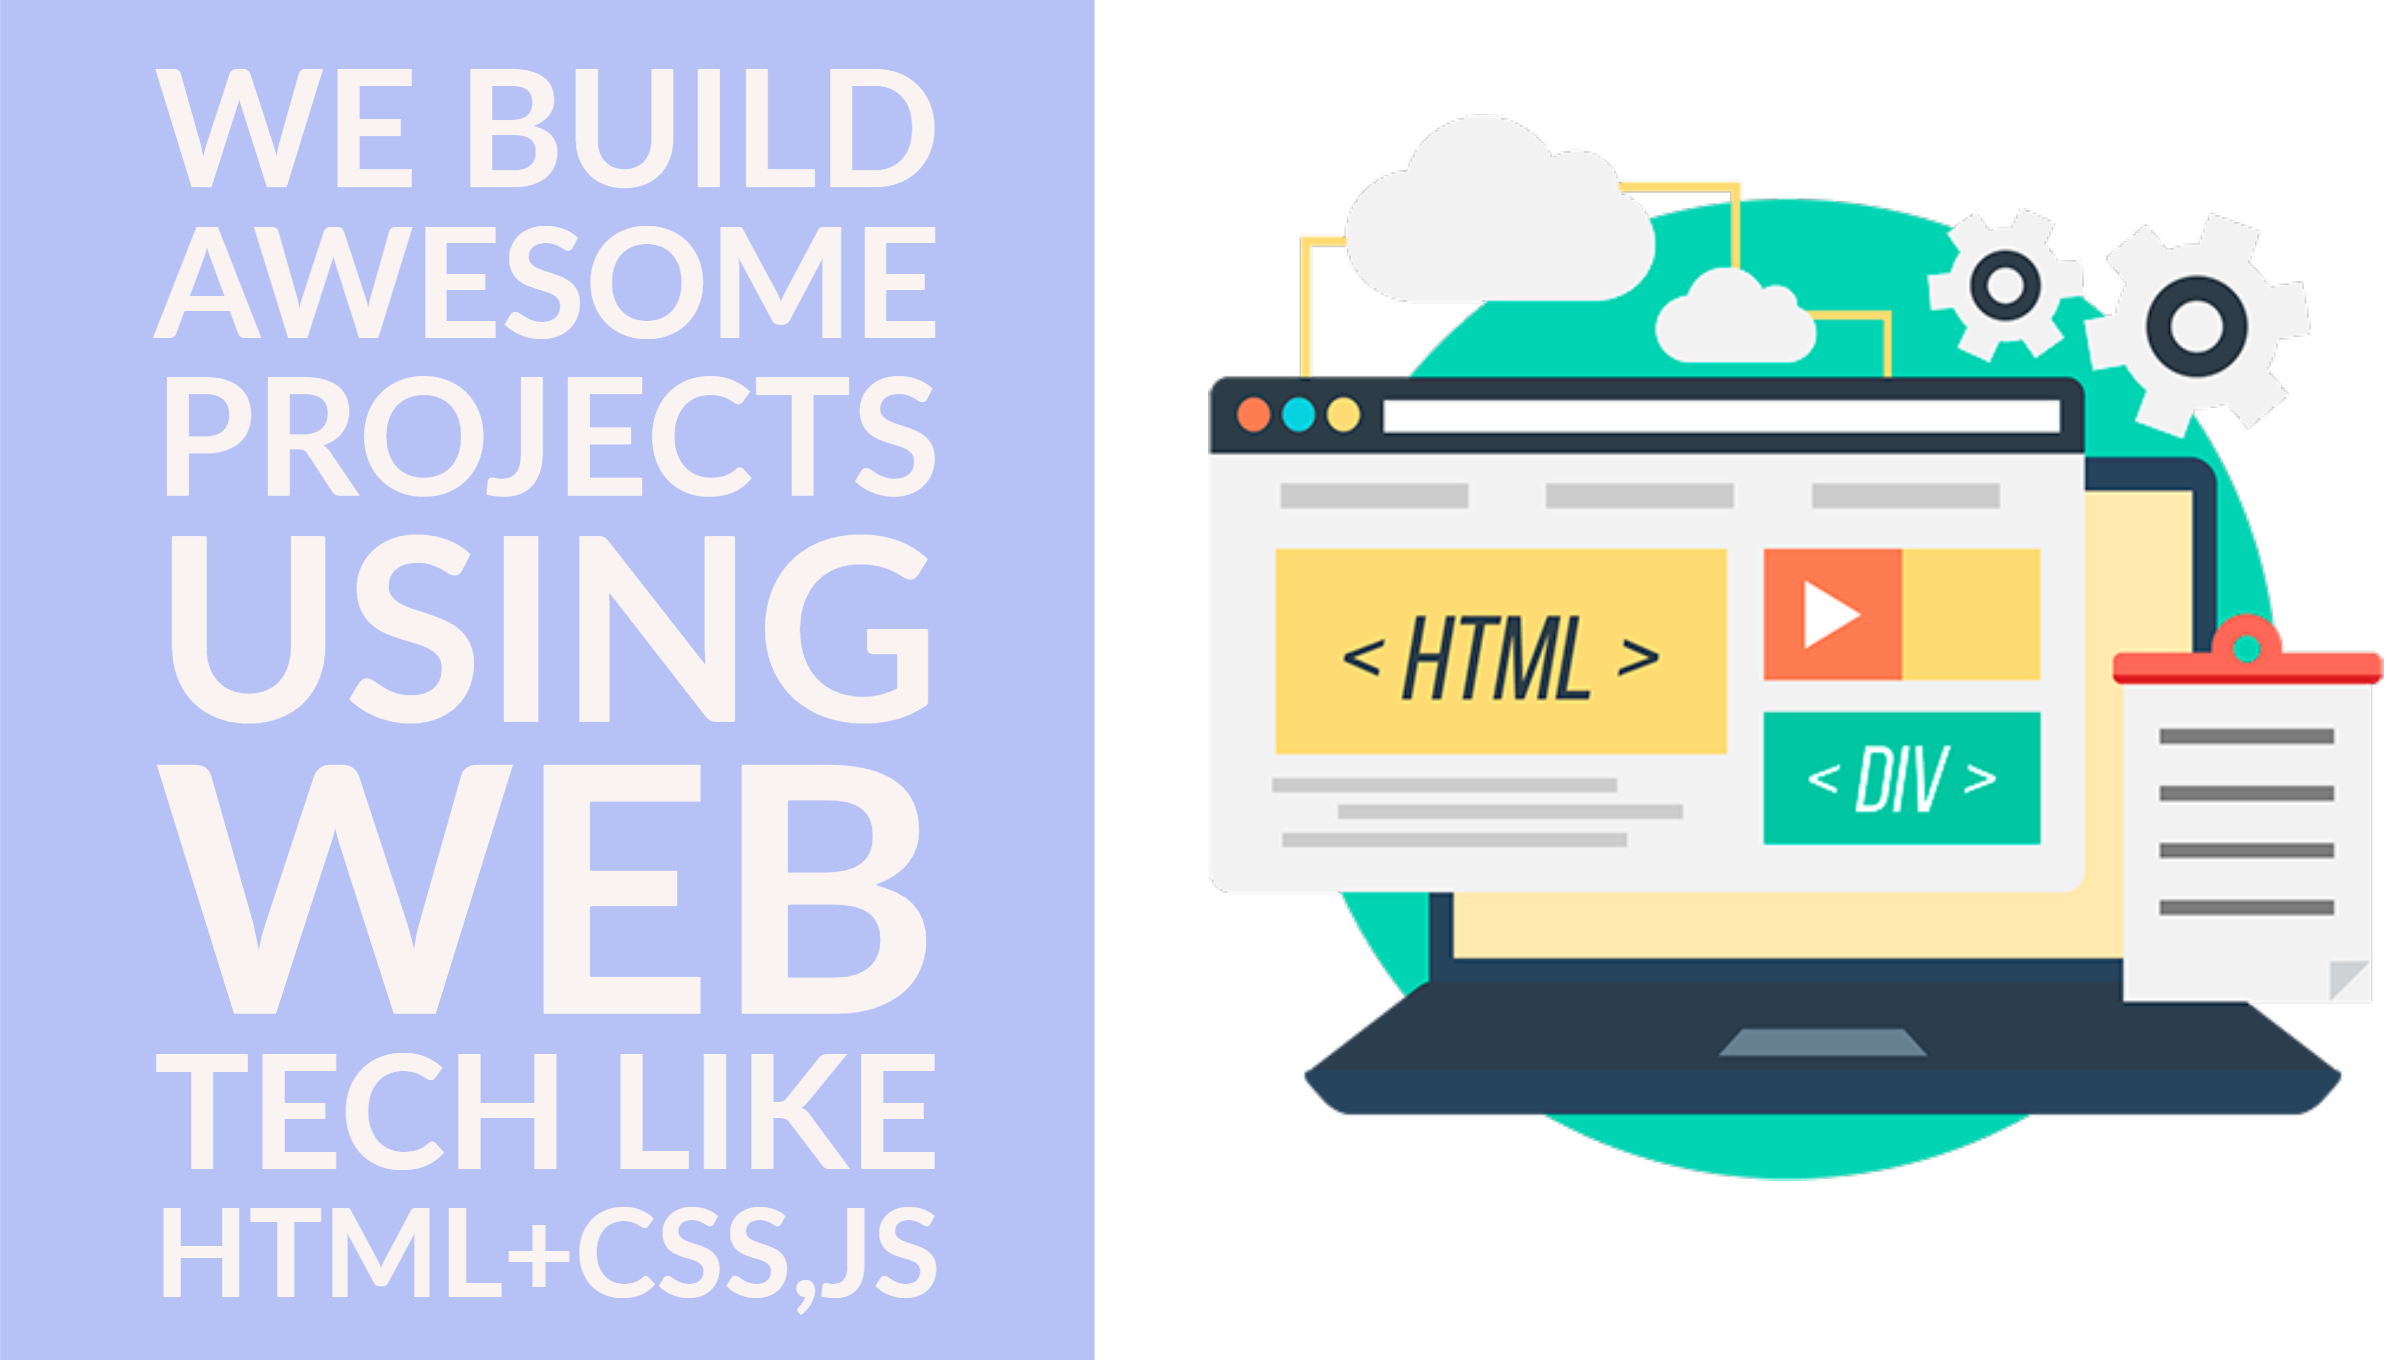 WE BUILD
AWESOME
PROJECTS
USING
WEB
TECH LIKE
HTML+CSS,JS
< HTML >
< DIV >